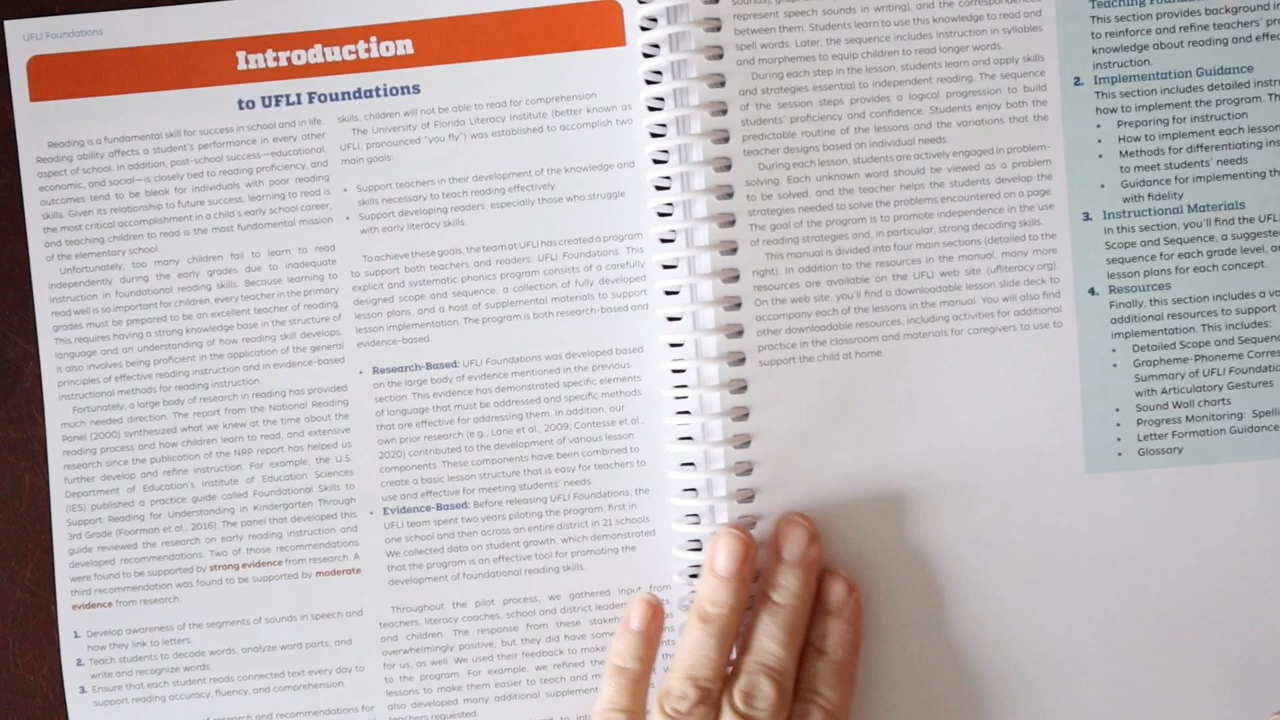 UFLI Foundations
Introduction
to UFLI Foundations
Reading is a fundamental skill for success in school and in life.
Reading ability affects a student's performance in every other
aspect of school. In addition, post-school success—educational,
economic, and social—is closely tied to reading proficiency, and
outcomes tend to be bleak for individuals with poor reading
skills. Given its relationship to future success, learning to read is
the most critical accomplishment in a child's early school career,
and teaching children to read is the most fundamental mission
of the elementary school.
Unfortunately, too many children fail to learn to read
independently during the early grades due to inadequate
instruction in foundational reading skills. Because learning to
read well is so important for children, every teacher in the primary
grades must be prepared to be an excellent teacher of reading.
This requires having a strong knowledge base in the structure of
language and an understanding of how reading skill develops.
It also involves being proficient in the application of the general
principles of effective reading instruction and in evidence-based
instructional methods for reading instruction.
Fortunately, a large body of research in reading has provided
much needed direction. The report from the National Reading
Panel (2000) synthesized what we knew at the time about the
reading process and how children learn to read, and extensive
research since the publication of the NRP report has helped us
further develop and refine instruction. For example, the U.S.
Department of Education's Institute of Education Sciences
(IES) published a practice guide called Foundational Skills to
Support Reading for Understanding in Kindergarten Through
3rd Grade (Foorman et al., 2016). The panel that developed this
guide reviewed the research on early reading instruction and
developed recommendations. Two of those recommendations
were found to be supported by strong evidence from research. A
third recommendation was found to be supported by moderate
evidence from research:
1. Develop awareness of the segments of sounds in speech and
how they link to letters.
2. Teach students to decode words, analyze word parts, and
write and recognize words.
3. Ensure that each student reads connected text every day to
support reading accuracy, fluency, and comprehension.
research and recommendations for
skills, children will not be able to read for comprehension.
The University of Florida Literacy Institute (better known as
UFLI, pronounced "you fly") was established to accomplish two
main goals:
• Support teachers in their development of the knowledge and
skills necessary to teach reading effectively.
• Support developing readers, especially those who struggle
with early literacy skills.
To achieve these goals, the team at UFLI has created a program
to support both teachers and readers: UFLI Foundations. This
explicit and systematic phonics program consists of a carefully
designed scope and sequence, a collection of fully developed
lesson plans, and a host of supplemental materials to support
lesson implementation. The program is both research-based and
evidence-based.
• Research-Based: UFLI Foundations was developed based
on the large body of evidence mentioned in the previous
section. This evidence has demonstrated specific elements
of language that must be addressed and specific methods
that are effective for addressing them. In addition, our
own prior research (e.g., Lane et al., 2009; Contesse et al.,
2020) contributed to the development of various lesson
components. These components have been combined to
create a basic lesson structure that is easy for teachers to
use and effective for meeting students' needs.
• Evidence-Based: Before releasing UFLI Foundations, the
UFLI team spent two years piloting the program, first in
one school and then across an entire district in 21 schools.
We collected data on student growth, which demonstrated
that the program is an effective tool for promoting the
development of foundational reading skills.
Throughout the pilot process, we gathered input from
teachers, literacy coaches, school and district leaders,
and children. The response from these
overwhelmingly positive, but they did have some
for us, as well. We used their feedback to make
to the program. For example, we refined the
lessons to make them easier to teach and
also developed many additional supplement
teachers requested.
represent speech sounds in writing), and the correspondences
between them. Students learn to use this knowledge to read and
spell words. Later, the sequence includes instruction in syllables
and morphemes to equip children to read longer words.
During each step in the lesson, students learn and apply skills
and strategies essential to independent reading. The sequence
of the session steps provides a logical progression to build
students' proficiency and confidence. Students enjoy both the
predictable routine of the lessons and the variations that the
teacher designs based on individual needs.
During each lesson, students are actively engaged in problem-
solving. Each unknown word should be viewed as a problem
to be solved, and the teacher helps the students develop the
strategies needed to solve the problems encountered on a page.
The goal of the program is to promote independence in the use
of reading strategies and, in particular, strong decoding skills.
This manual is divided into four main sections (detailed to the
right). In addition to the resources in the manual, many more
resources are available on the UFLI web site (ufliteracy.org).
On the web site, you'll find a downloadable lesson slide deck to
accompany each of the lessons in the manual. You will also find
other downloadable resources, including activities for additional
practice in the classroom and materials for caregivers to use to
support the child at home.
Teaching
This section provides background in
to reinforce and refine teachers'
knowledge about reading and effec
instruction.
2. Implementation Guidance
This section includes detailed inst
how to implement the program. Th
• Preparing for instruction
• How to implement each lesson
• Methods for differentiating ins
to meet students' needs
• Guidance for implementing th
with fidelity
3. Instructional Materials
In this section, you'll find the UFL
Scope and Sequence, a suggeste
sequence for each grade level, a
lesson plans for each concept.
4. Resources
Finally, this section includes a va
additional resources to support
implementation. This includes:
• Detailed Scope and Sequenc
• Grapheme-Phoneme Corres
Summary of UFLI Foundatio
with Articulatory Gestures
• Sound Wall charts
• Progress Monitoring: Spelli
• Letter Formation Guidance
• Glossary